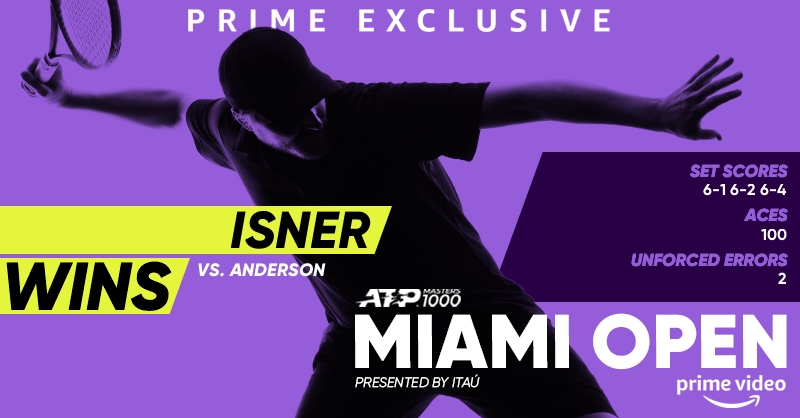 PRIME EXCLUSIVE
ISNER
WINS
VS. ANDERSON
SET SCORES
6-1 6-2 6-4
ACES
100
UNFORCED ERRORS
2
ATP MASTERS 1000
MIAMI OPEN
PRESENTED BY ITAÚ
prime video